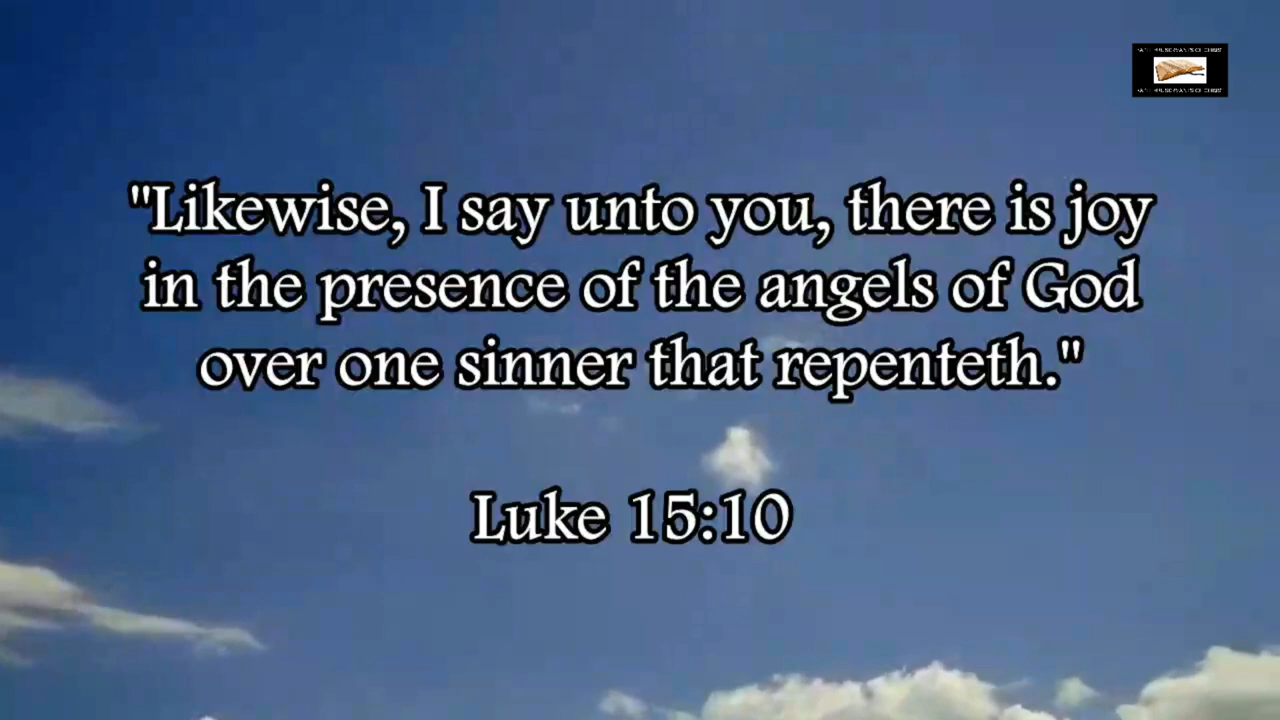 "Likewise, I say unto you, there is joy
in the presence of the angels of God
over one sinner that repenteth."
Luke 15:10